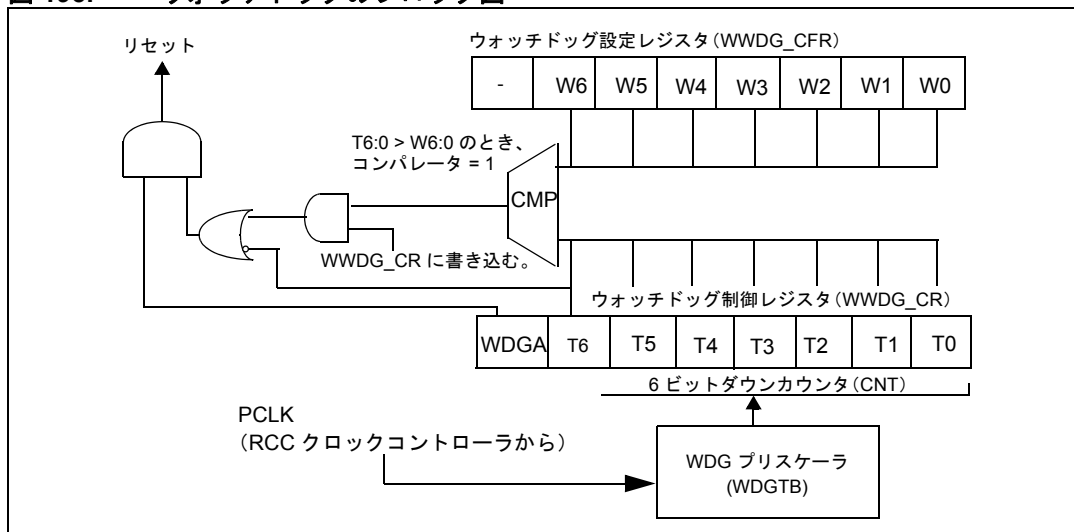 リセット
ウォッチドッグ設定レジスタ(WWDG_CFR)
- W6 W5 W4 W3 W2 W1 W0
T6:0 > W6:0 のとき、
コンパレータ = 1
CMP
WWDG_CR に書き込む。
ウォッチドッグ制御レジスタ(WWDG_CR)
WDGA T6 T5 T4 T3 T2 T1 T0
6 ビットダウンカウンタ(CNT)
PCLK
(RCC クロックコントローラから)
WDG プリスケーラ
(WDGTB)